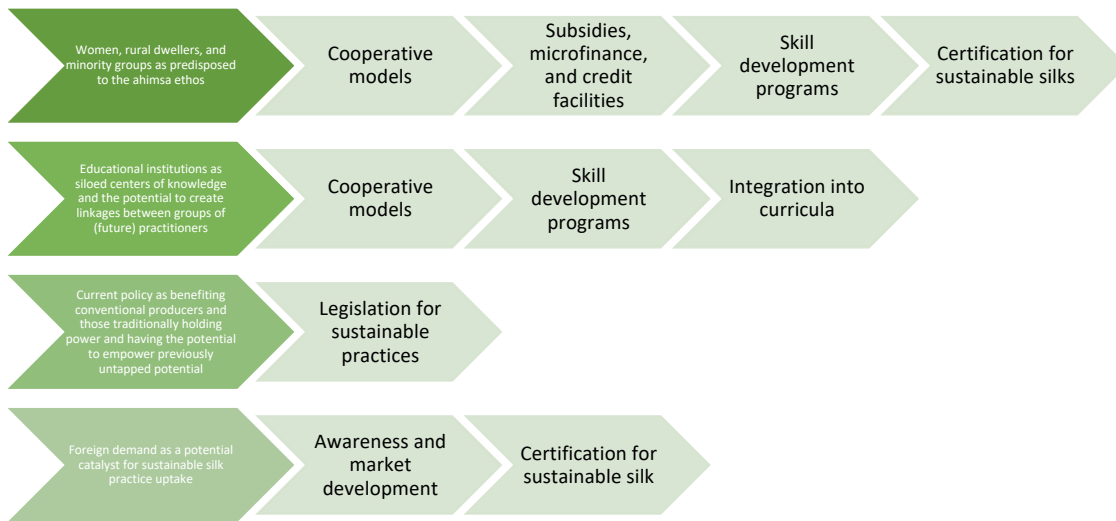 Women, rural dwellers, and
minority groups as predisposed
to the ahimsa ethos
Cooperative
models
Subsidies,
microfinance,
and credit
facilities
Skill
development
programs
Certification for
sustainable silks
Educational institutions as
siloed centers of knowledge
and the potential to create
linkages between groups of
(future) practitioners
Cooperative
models
Skill
development
programs
Integration into
curricula
Current policy as benefiting
conventional producers and
those traditionally holding
power and having the potential
to empower previously
untapped potential
Legislation for
sustainable
practices
Foreign demand as a potential
catalyst for sustainable silk
practice uptake
Awareness and
market
development
Certification for
sustainable silk